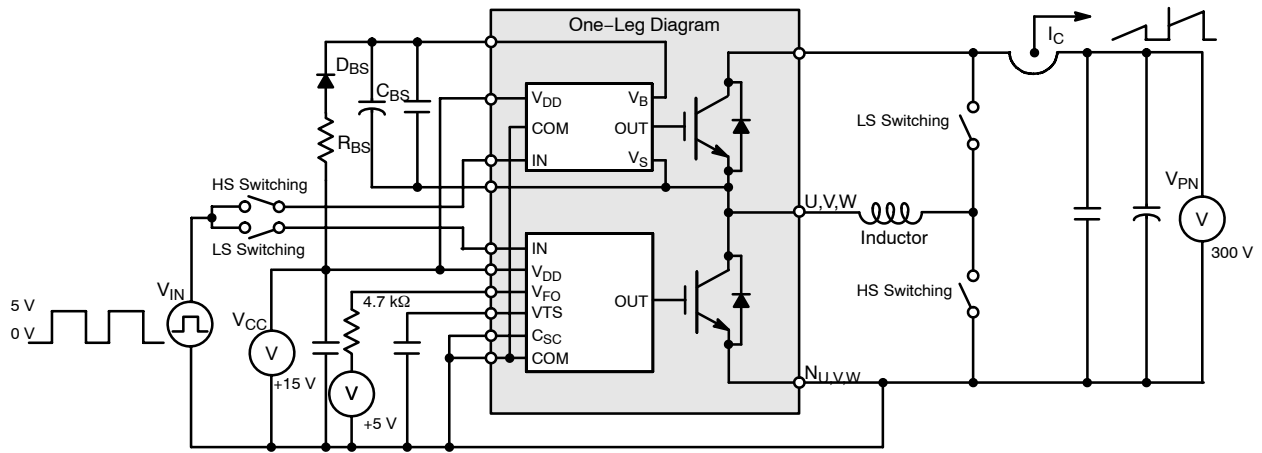 One−Leg Diagram
I_C
D_BS
C_BS
R_BS
V_DD
V_B
COM
OUT
IN
V_S
LS Switching
HS Switching
LS Switching
U,V,W
Inductor
V_PN
V
300 V
IN
V_DD
V_FO
VTS
C_SC
COM
OUT
HS Switching
4.7 kΩ
V_IN
5 V
0 V
V_CC
V
+15 V
V
+5 V
N_U,V,W